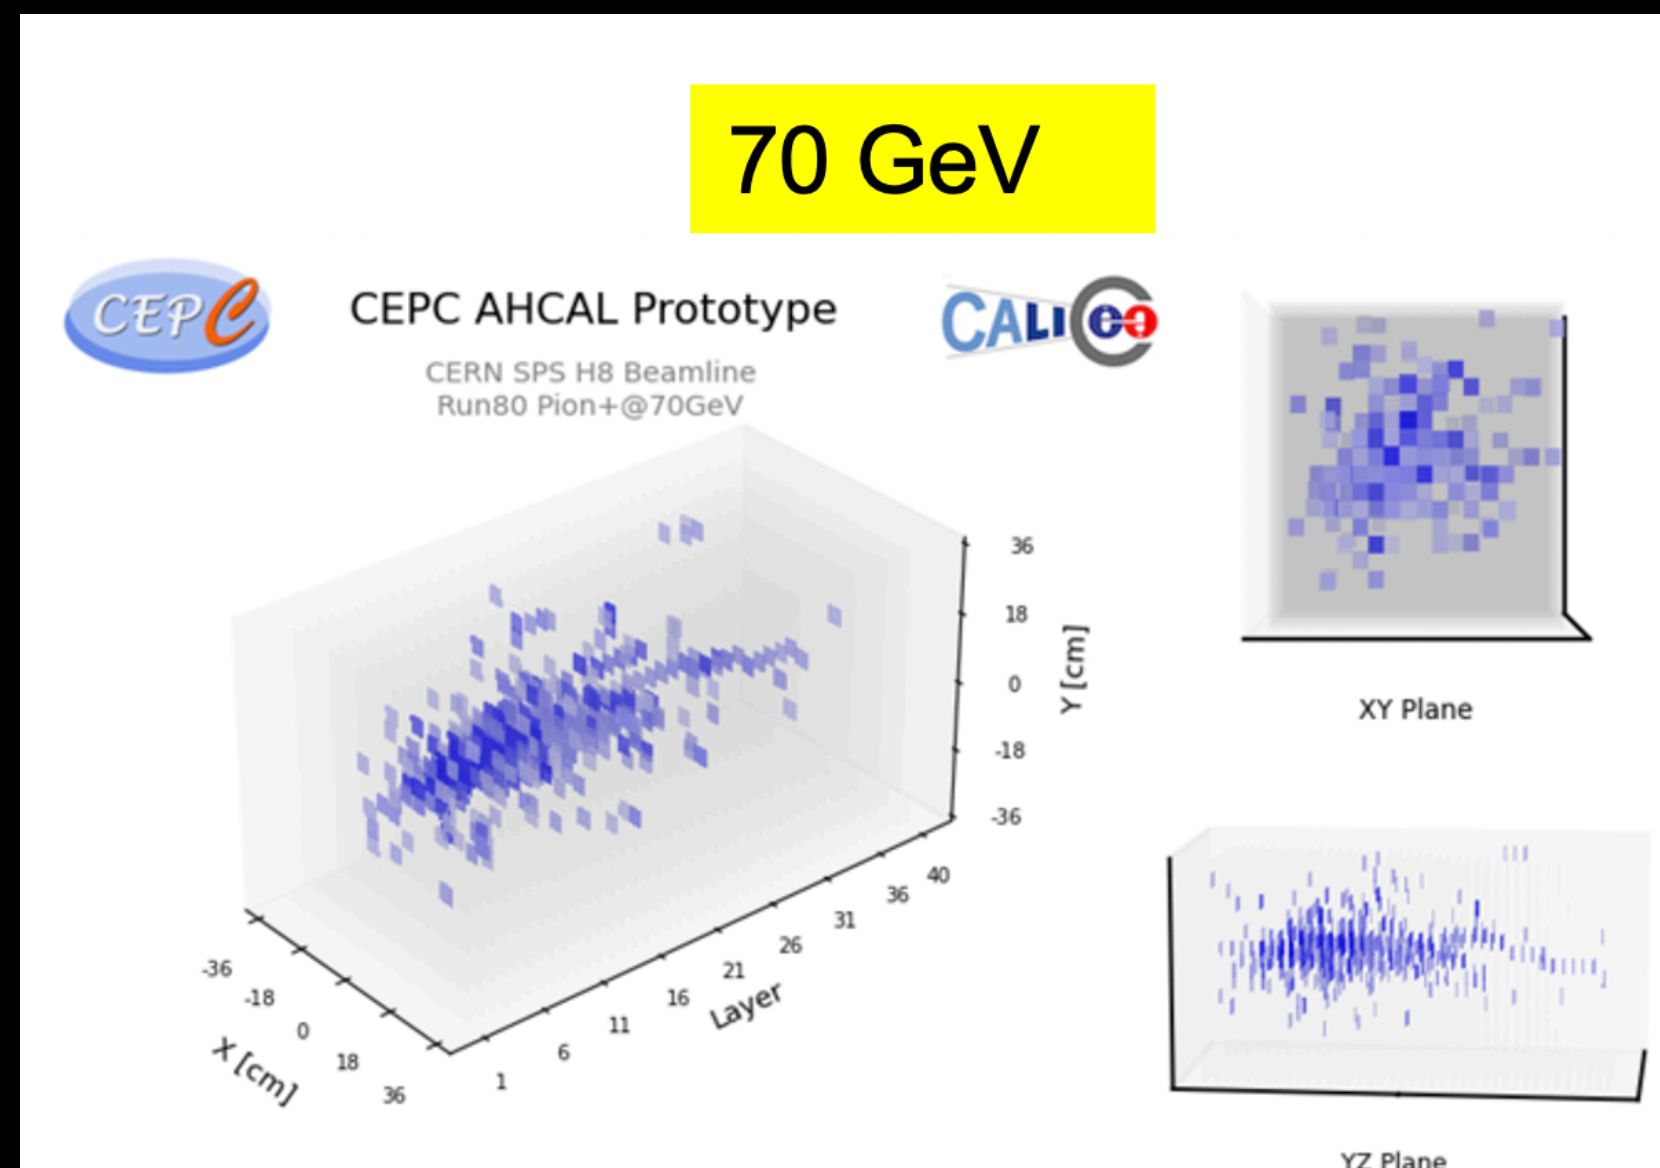 70 GeV
CEPC
CEPC AHCAL Prototype
CALICE
CERN SPS H8 Beamline
Run80 Pion+@70GeV
36
18
0
-18
-36
Y [cm]
-36
-18
0
18
36
X [cm]
1
6
11
16
21
26
31
36
40
Layer
XY Plane
YZ Plane